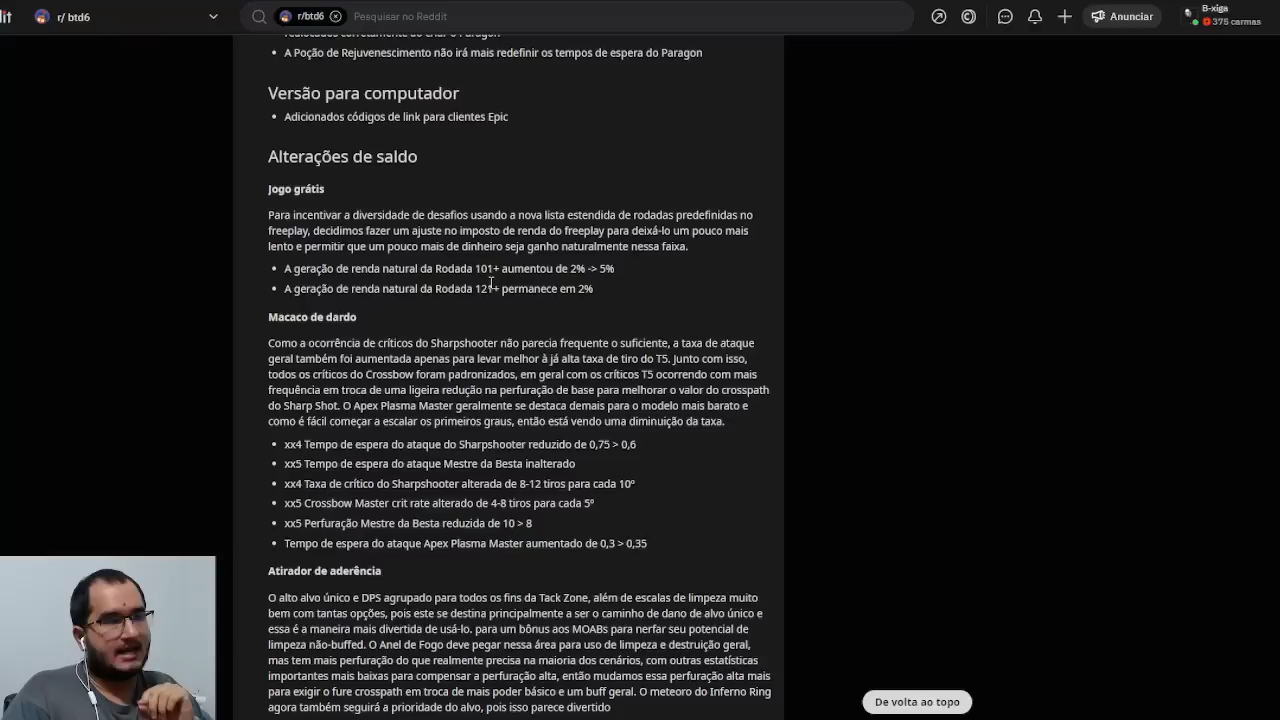 r/ btd6
r/btd6
Pesquisar no Reddit
Anunciar
B-xiga
375 carmas
realocados corretamente ao criar o Paragon
A Poção de Rejuvenescimento não irá mais redefinir os tempos de espera do Paragon
Versão para computador
Adicionados códigos de link para clientes Epic
Alterações de saldo
Jogo grátis
Para incentivar a diversidade de desafios usando a nova lista estendida de rodadas predefinidas no
freeplay, decidimos fazer um ajuste no imposto de renda do freeplay para deixá-lo um pouco mais
lento e permitir que um pouco mais de dinheiro seja ganho naturalmente nessa faixa.
A geração de renda natural da Rodada 101+ aumentou de 2% -> 5%
A geração de renda natural da Rodada 121+ permanece em 2%
Macaco de dardo
Como a ocorrência de críticos do Sharpshooter não parecia frequente o suficiente, a taxa de ataque
geral também foi aumentada apenas para levar melhor à já alta taxa de tiro do T5. Junto com isso,
todos os críticos do Crossbow foram padronizados, em geral com os críticos T5 ocorrendo com mais
frequência em troca de uma ligeira redução na perfuração de base para melhorar o valor do crosspath
do Sharp Shot. O Apex Plasma Master geralmente se destaca demais para o modelo mais barato e
como é fácil começar a escalar os primeiros graus, então está vendo uma diminuição da taxa.
xx4 Tempo de espera do ataque do Sharpshooter reduzido de 0,75 > 0,6
xx5 Tempo de espera do ataque Mestre da Besta inalterado
xx4 Taxa de crítico do Sharpshooter alterada de 8-12 tiros para cada 10º
xx5 Crossbow Master crit rate alterado de 4-8 tiros para cada 5º
xx5 Perfuração Mestre da Besta reduzida de 10 > 8
Tempo de espera do ataque Apex Plasma Master aumentado de 0,3 > 0,35
Atirador de aderência
O alto alvo único e DPS agrupado para todos os fins da Tack Zone, além de escalas de limpeza muito
bem com tantas opções, pois este se destina principalmente a ser o caminho de dano de alvo único e
essa é a maneira mais divertida de usá-lo. para um bônus aos MOABs para nerfar seu potencial de
limpeza não-buffed. O Anel de Fogo deve pegar nessa área para uso de limpeza e destruição geral,
mas tem mais perfuração do que realmente precisa na maioria dos cenários, com outras estatísticas
importantes mais baixas para compensar a perfuração alta, então mudamos essa perfuração alta mais
para exigir o fure crosspath em troca de mais poder básico e um buff geral. O meteoro do Inferno Ring
agora também seguirá a prioridade do alvo, pois isso parece divertido
De volta ao topo